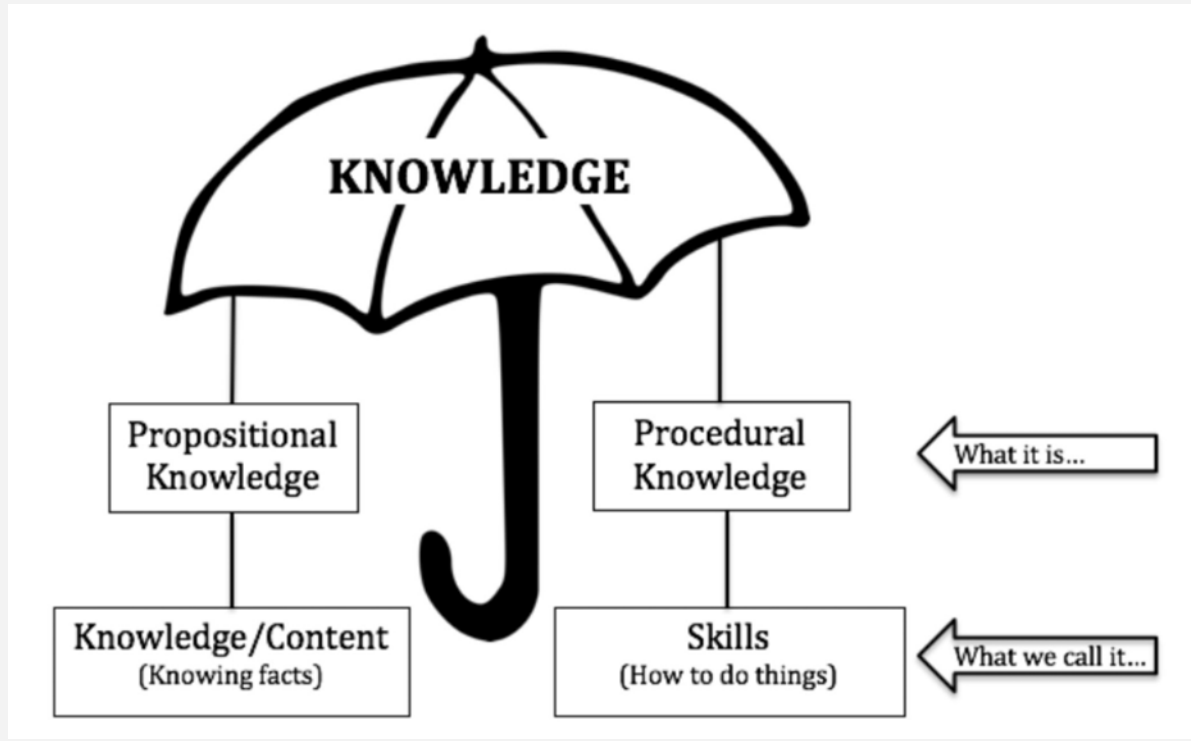 KNOWLEDGE
Propositional
Knowledge
Procedural
Knowledge
What it is...
Knowledge/Content
(Knowing facts)
Skills
(How to do things)
What we call it...